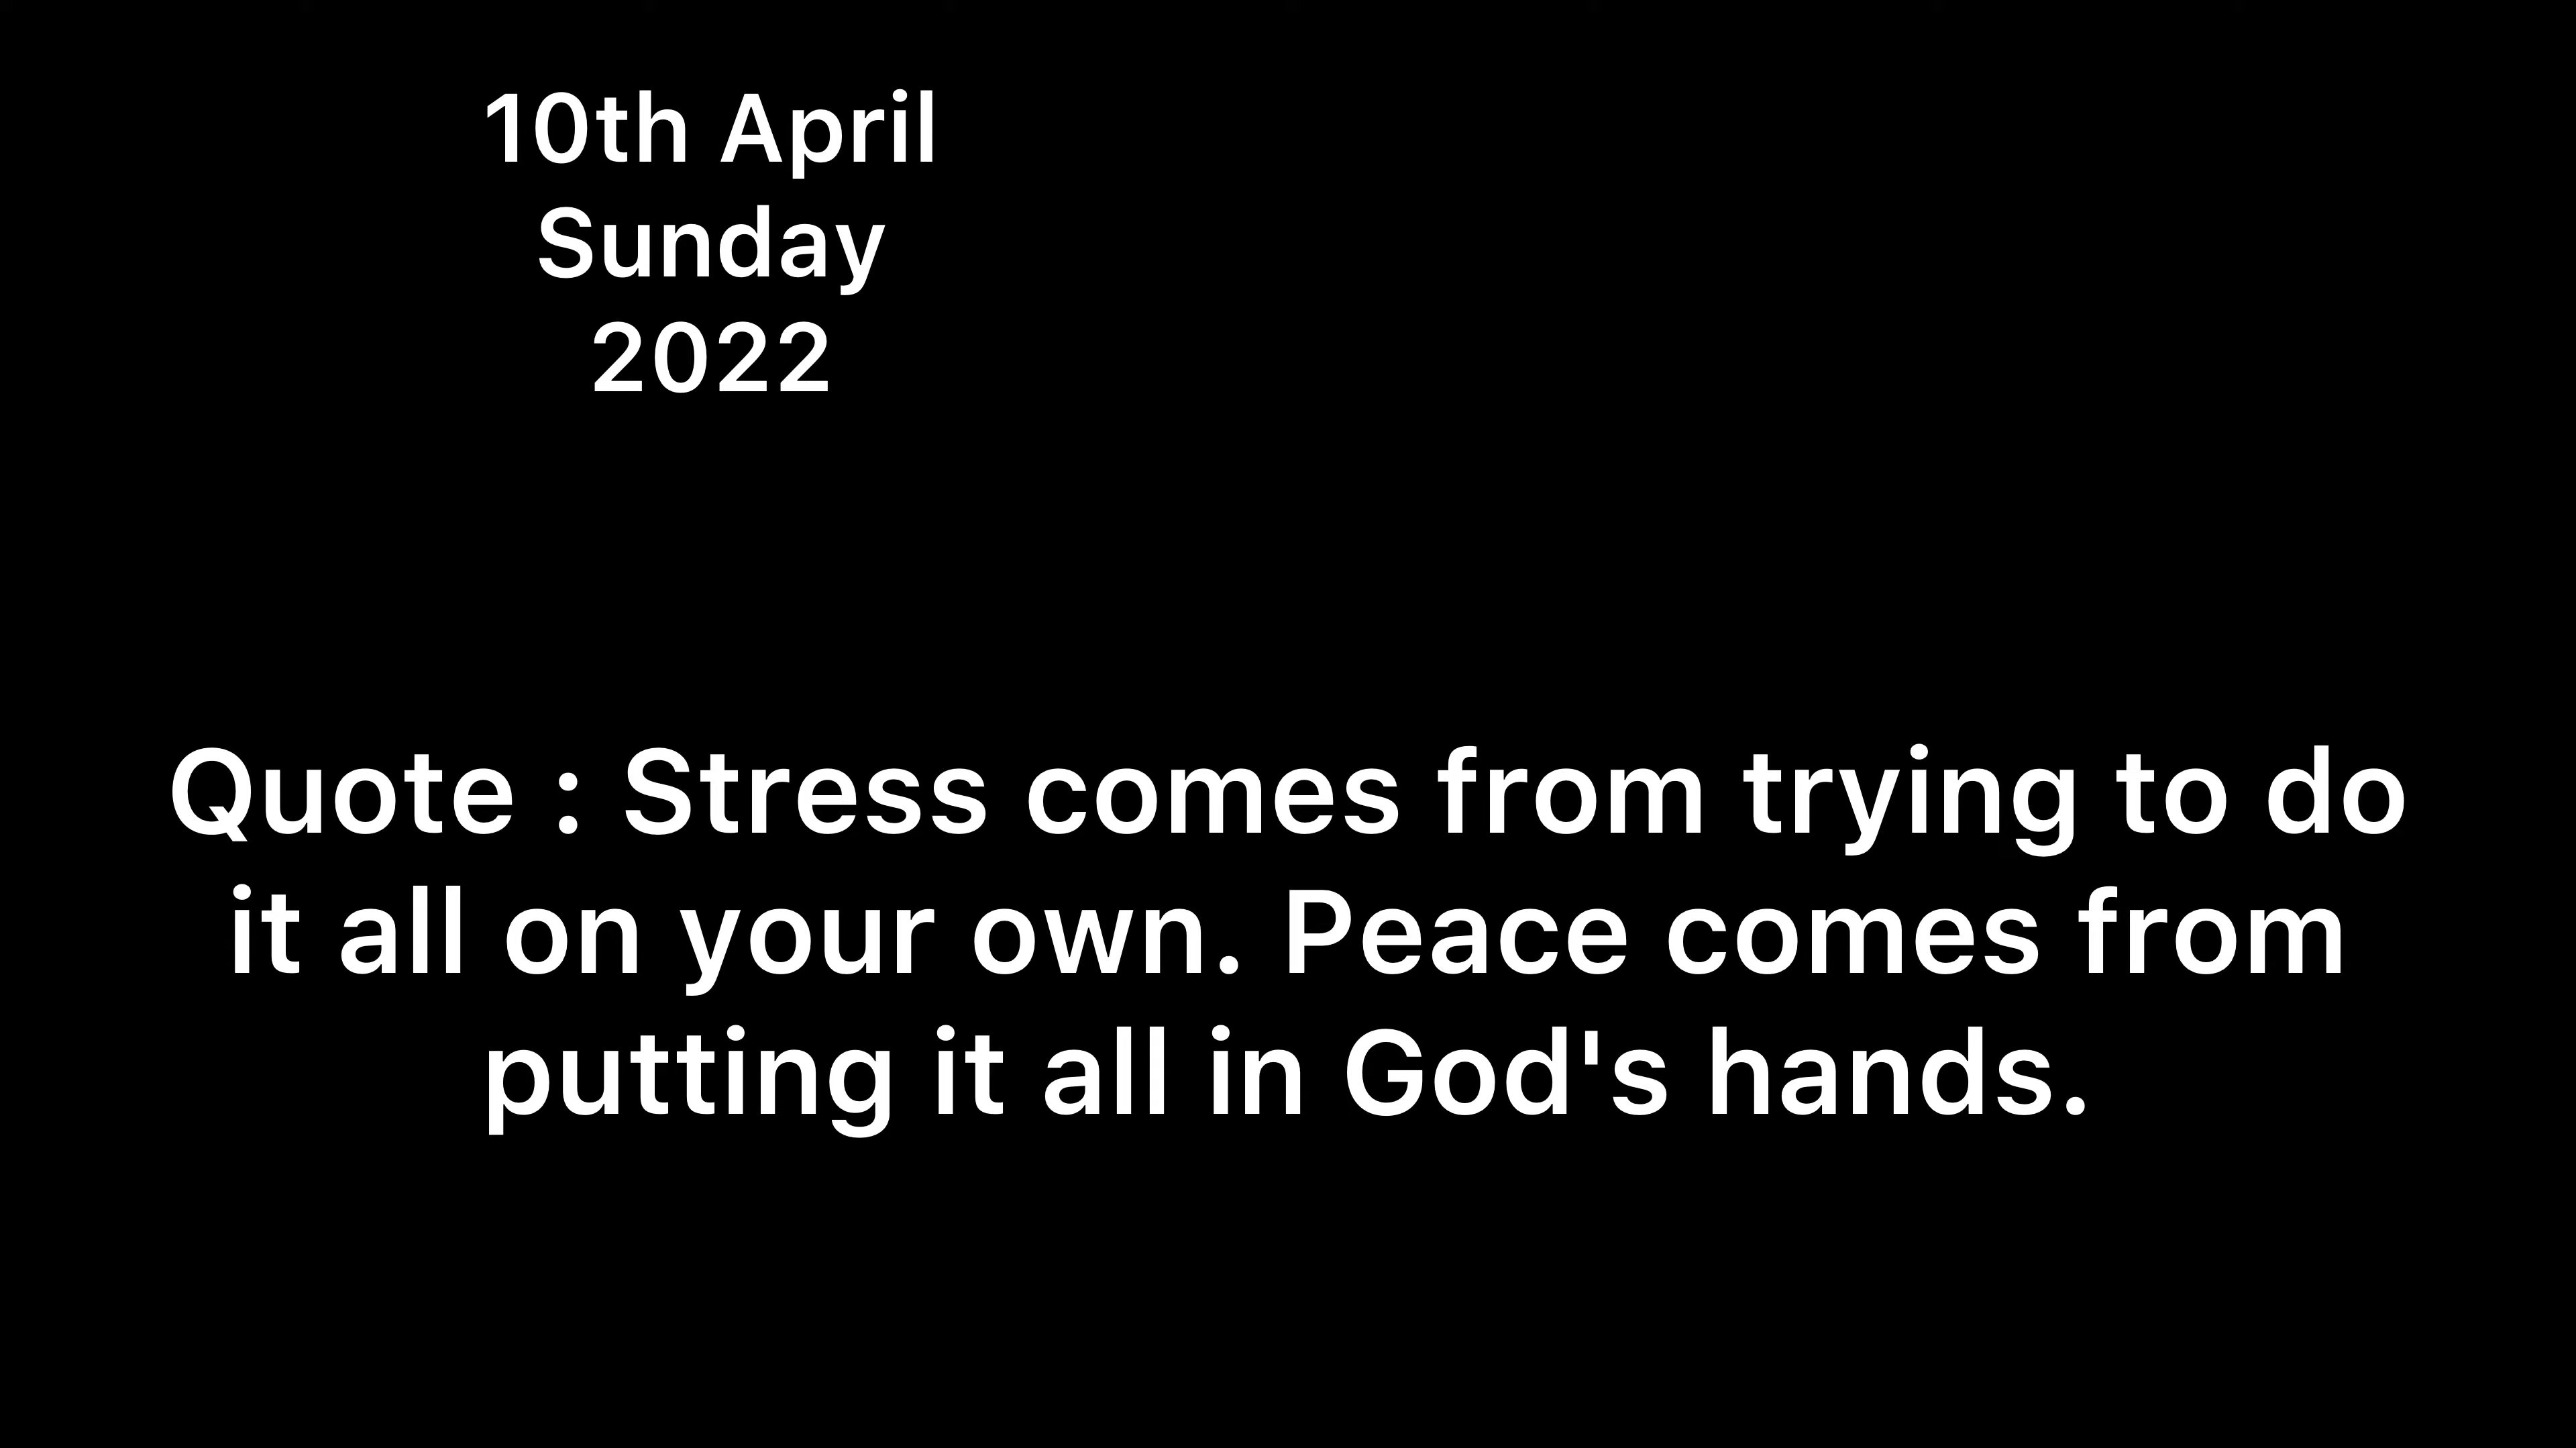 10th April
Sunday
2022
Quote : Stress comes from trying to do
it all on your own. Peace comes from
putting it all in God's hands.